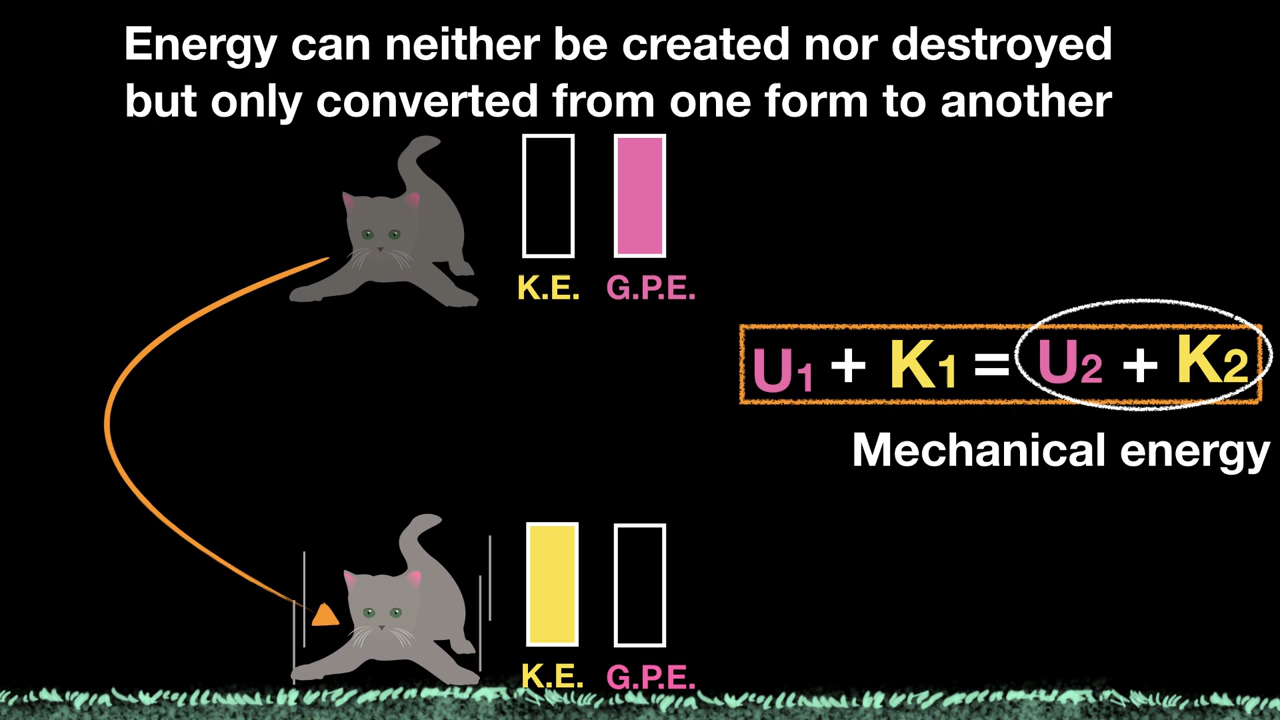 Energy can neither be created nor destroyed
but only converted from one form to another
K.E. G.P.E.
U1 + K1 = U2 + K2
Mechanical energy
K.E. G.P.E.